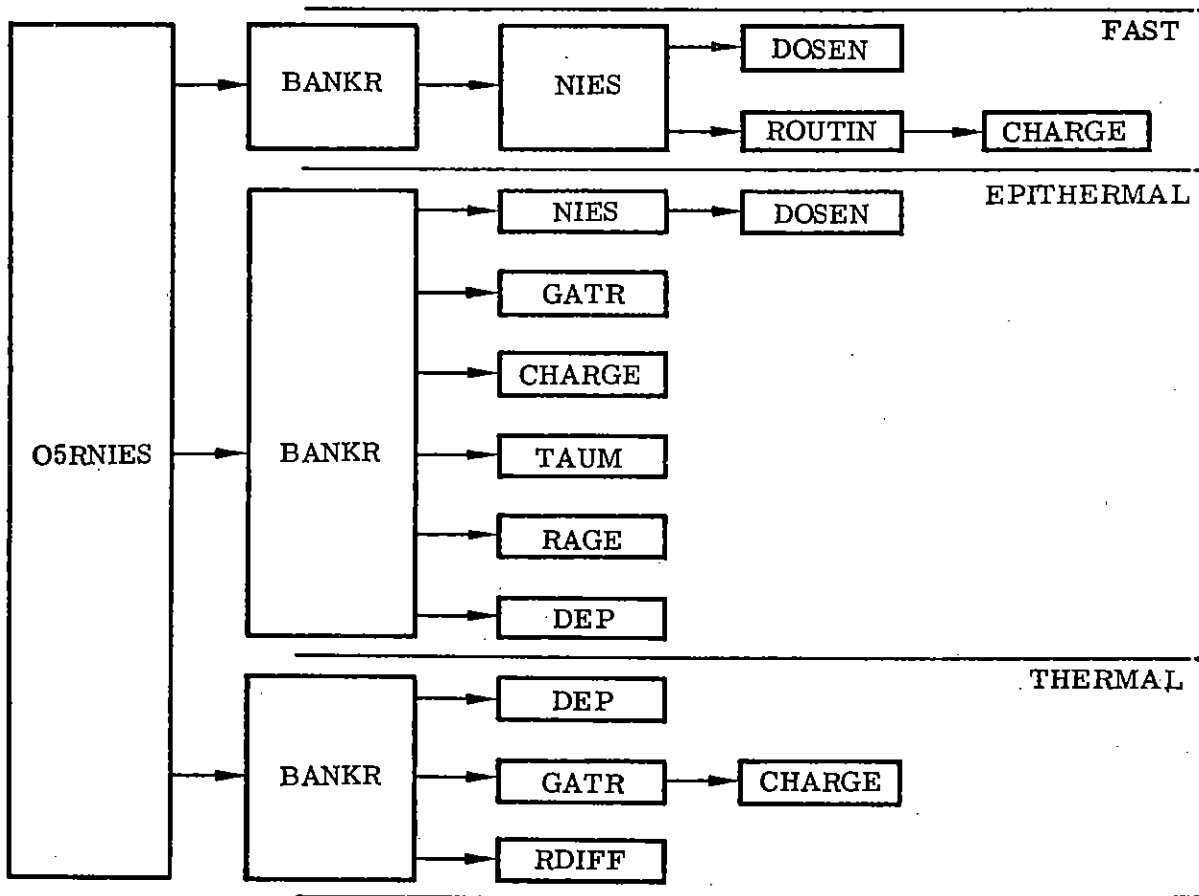 FAST
DOSEN
BANKR
NIES
ROUTIN
CHARGE
EPITHERMAL
NIES
DOSEN
GATR
CHARGE
O5RNIES
BANKR
TAUM
RAGE
DEP
THERMAL
DEP
BANKR
GATR
CHARGE
RDIFF